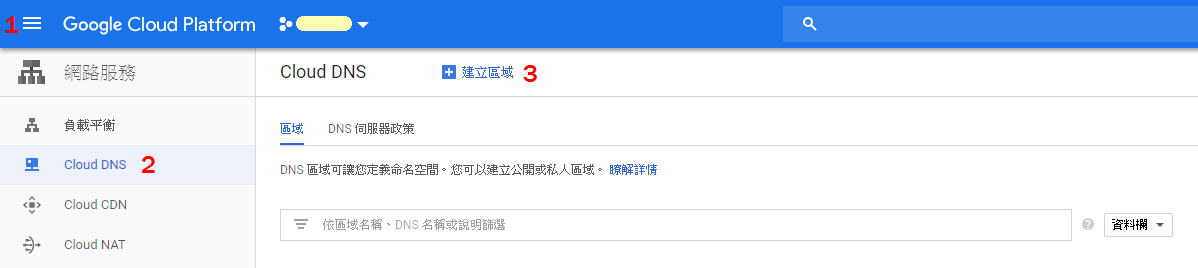 1 Google Cloud Platform
網路服務
Cloud DNS 建立區域 3
負載平衡
區域 DNS 伺服器政策
Cloud DNS 2
DNS 區域可讓您定義命名空間。您可以建立公開或私人區域。 瞭解詳情
Cloud CDN
依區域名稱、DNS 名稱或說明篩選 ? 資料欄
Cloud NAT